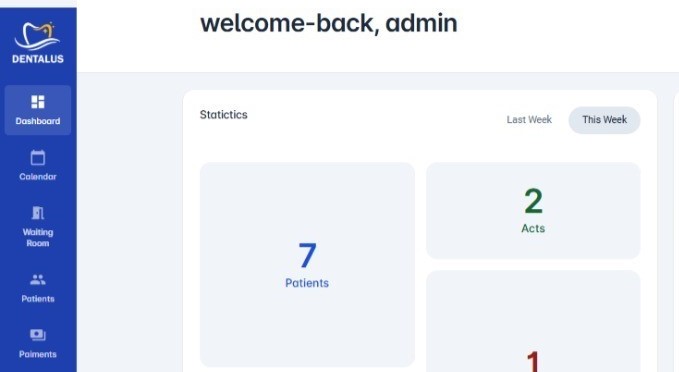 welcome-back, admin
DENTALUS
Dashboard
Calendar
Waiting
Room
Patients
Paiments
Statictics
Last Week
This Week
7
Patients
2
Acts
1